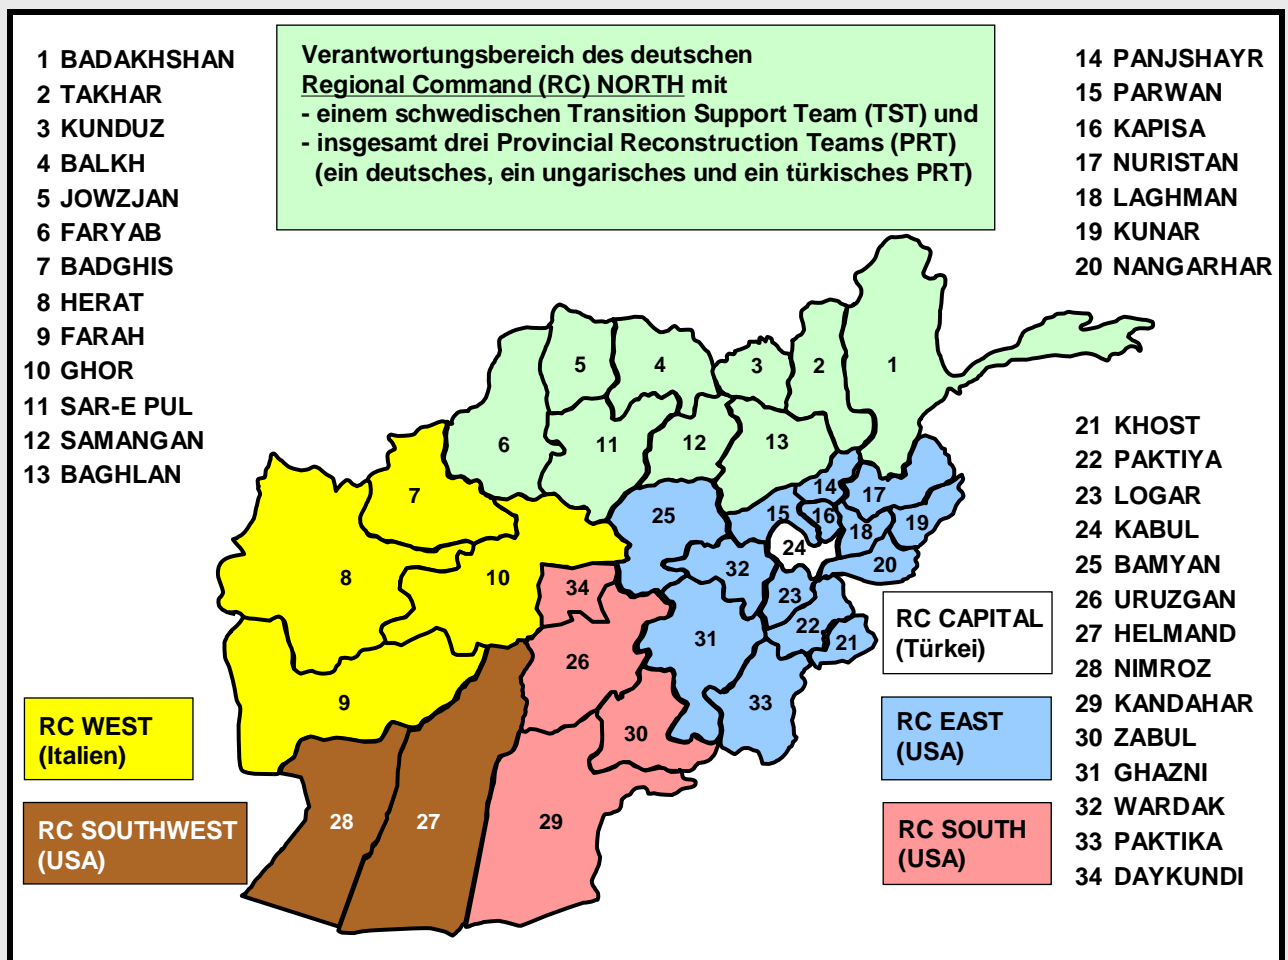 1 BADAKHSHAN
2 TAKHAR
3 KUNDUZ
4 BALKH
5 JOWZJAN
6 FARYAB
7 BADGHIS
8 HERAT
9 FARAH
10 GHOR
11 SAR-E PUL
12 SAMANGAN
13 BAGHLAN
Verantwortungsbereich des deutschen
Regional Command (RC) NORTH mit
- einem schwedischen Transition Support Team (TST) und
- insgesamt drei Provincial Reconstruction Teams (PRT)
(ein deutsches, ein ungarisches und ein türkisches PRT)
14 PANJSHAYR
15 PARWAN
16 KAPISA
17 NURISTAN
18 LAGHMAN
19 KUNAR
20 NANGARHAR
21 KHOST
22 PAKTIYA
23 LOGAR
24 KABUL
25 BAMYAN
26 URUZGAN
27 HELMAND
28 NIMROZ
29 KANDAHAR
30 ZABUL
31 GHAZNI
32 WARDAK
33 PAKTIKA
34 DAYKUNDI
5
4
3
2
1
6
11
12
13
7
14
17
25
15
16
18
19
24
20
8
10
34
32
23
22
21
31
26
9
33
30
28
27
29
RC CAPITAL
(Türkei)
RC WEST
(Italien)
RC EAST
(USA)
RC SOUTHWEST
(USA)
RC SOUTH
(USA)